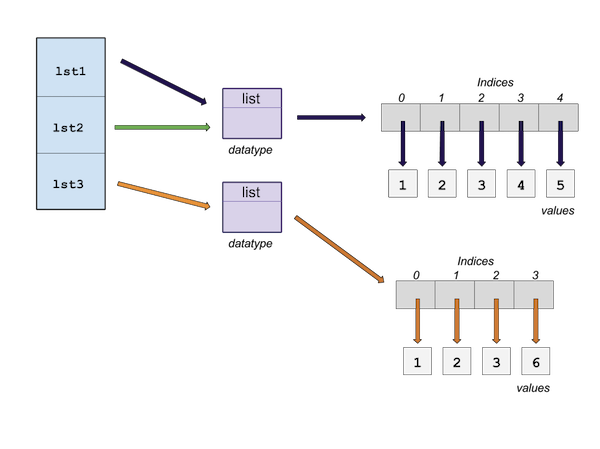 lst1
lst2
lst3
list
datatype
list
datatype
Indices
0 1 2 3 4
1 2 3 4 5
values
Indices
0 1 2 3
1 2 3 6
values